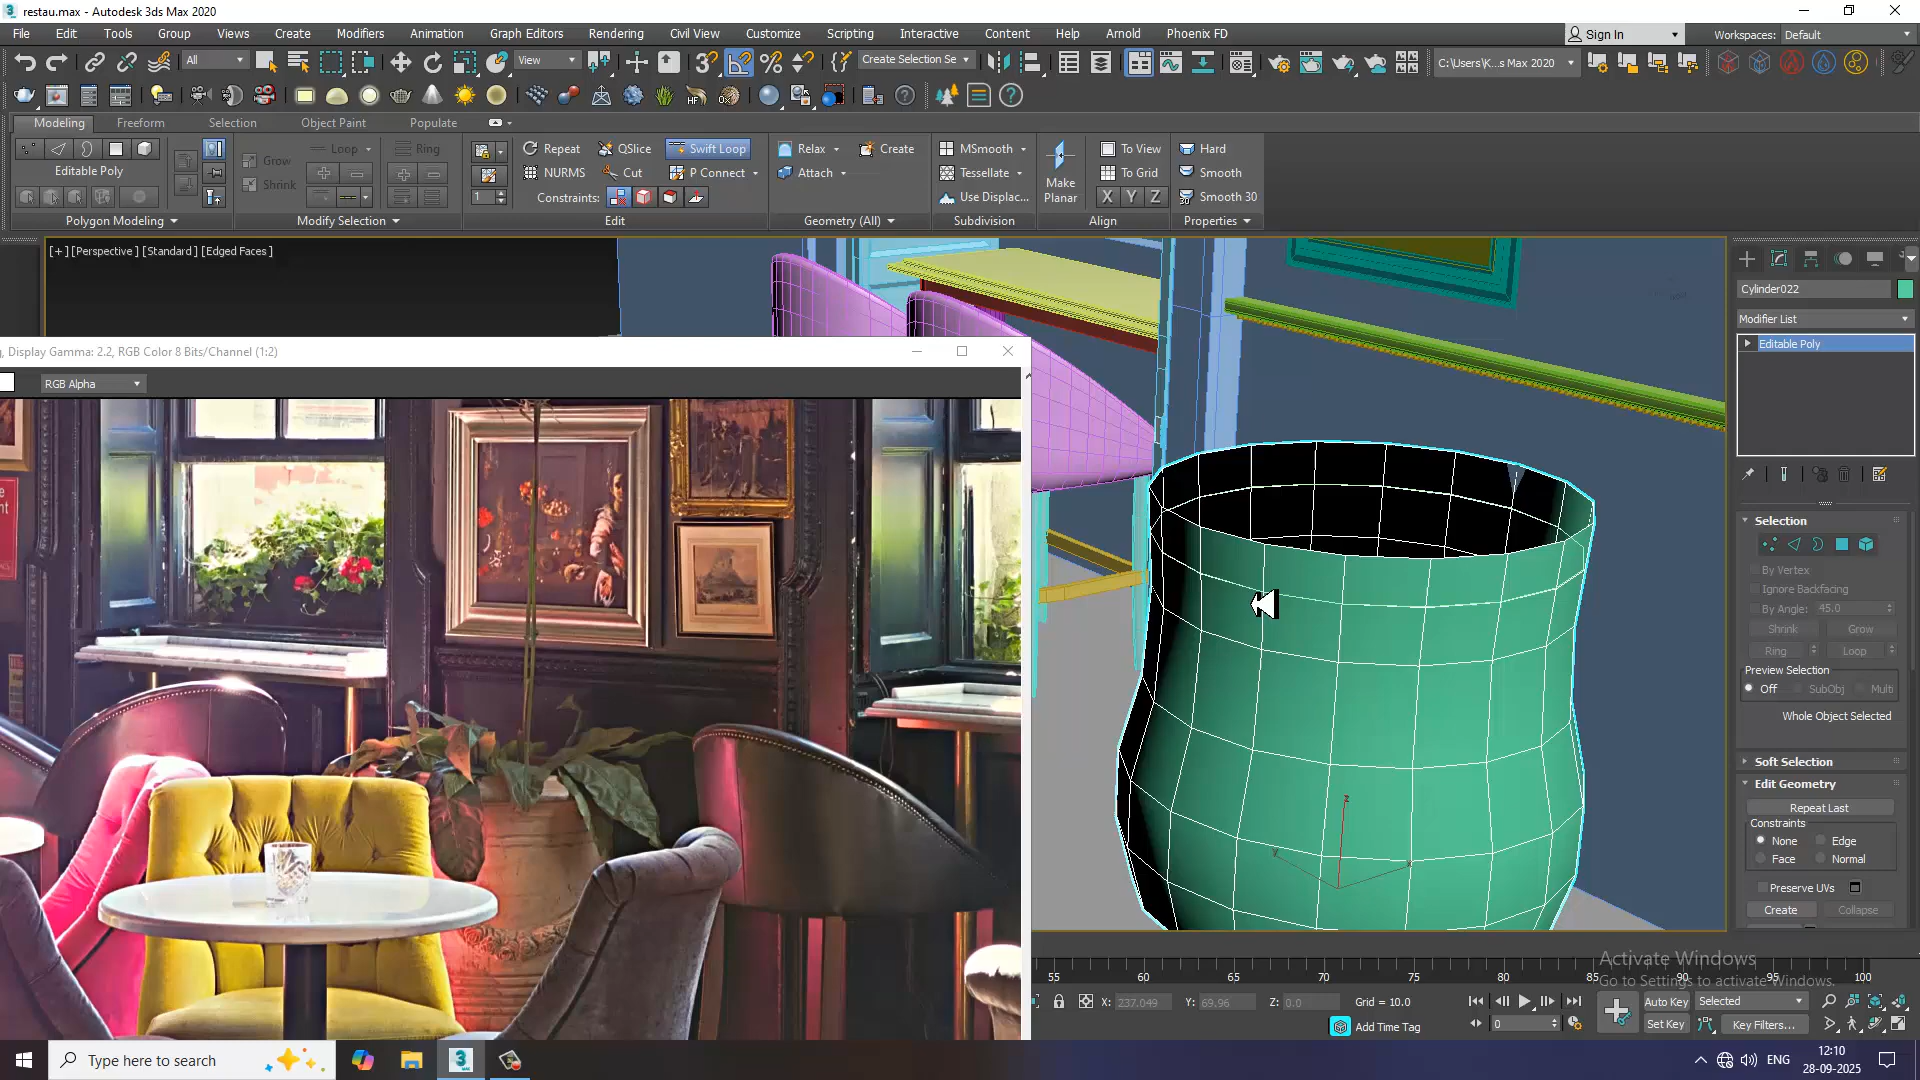 restau.max - Autodesk 3ds Max 2020
File Edit Tools Group Views Create Modifiers Animation Graph Editors Rendering Civil View Customize Scripting Interactive Content Help Arnold Phoenix FD
Sign In
Workspaces: Default
All
View
Create Selection Se
C:\Users\K...s Max 2020
Modeling Freeform Selection Object Paint Populate
Loop Ring
Grow
Shrink
Editable Poly
Repeat QSlice Swift Loop
NURMS Cut P Connect
1 Constraints:
Relax Create
Attach
MSmooth
Tessellate
Use Displac...
Make Planar
To View
To Grid
X Y Z
Hard
Smooth
Smooth 30
Polygon Modeling Modify Selection Edit Geometry (All) Subdivision Align Properties
[+] [Perspective] [Standard] [Edged Faces]
Cylinder022
Modifier List
Editable Poly
, Display Gamma: 2.2, RGB Color 8 Bits/Channel (1:2)
RGB Alpha
Selection
By Vertex
Ignore Backfacing
By Angle: 45.0
Shrink Grow
Ring Loop
Preview Selection
Off SubObj Multi
Whole Object Selected
Soft Selection
Edit Geometry
Repeat Last
Constraints
None Edge
Face Normal
Preserve UVs
Create Collapse
z
y
x
Activate Windows
Go to Settings to activate Windows.
55 60 65 70 75 80 85 90 95 100
X: 237.049 Y: 69.96 Z: 0.0 Grid = 10.0
Add Time Tag
0
Auto Key Selected
Set Key Key Filters...
Type here to search
ENG
12:10
28-09-2025